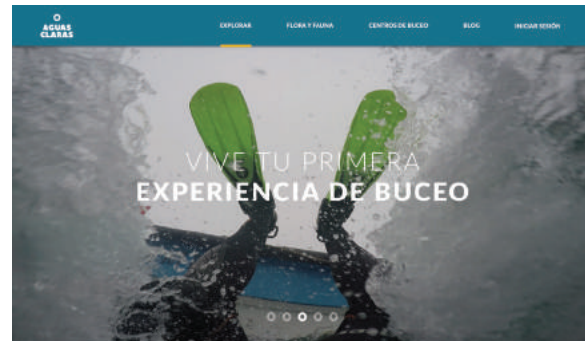 AGUAS
CLARAS
EXPLORAR
FLORA Y FAUNA
CENTROS DE BUCEO
BLOG
INICIAR SESIÓN
VIVE TU PRIMERA
EXPERIENCIA DE BUCEO